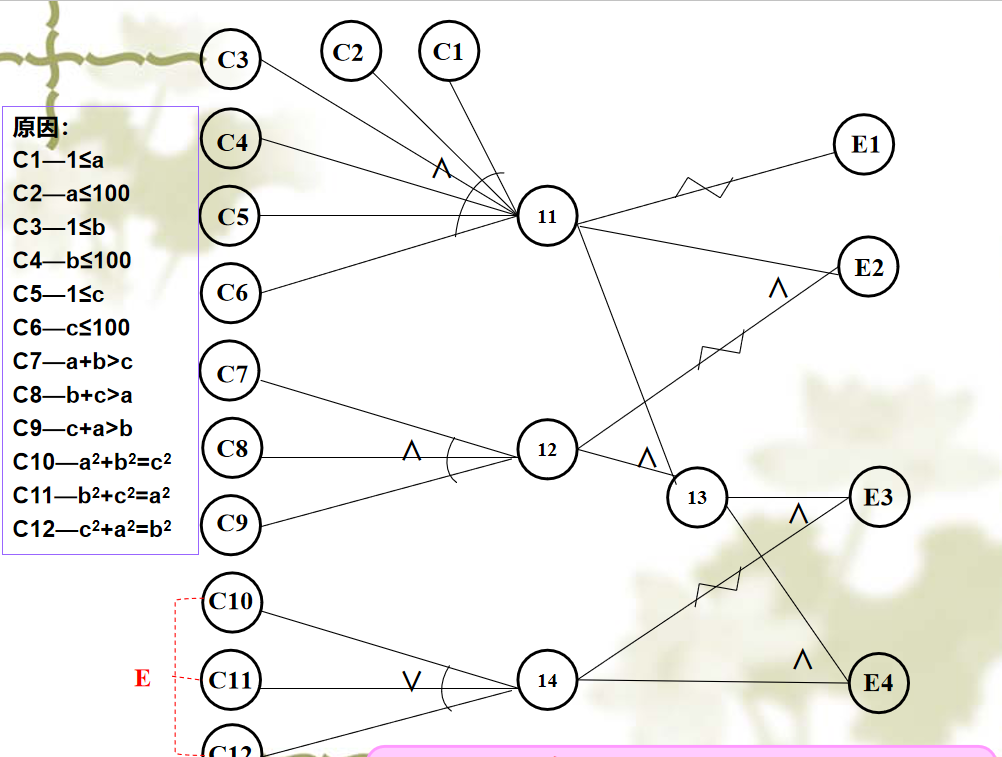 C3
C2
C1
C4
C5
C6
C7
C8
C9
C10
C11
C12
原因：
C1—1≤a
C2—a≤100
C3—1≤b
C4—b≤100
C5—1≤c
C6—c≤100
C7—a+b>c
C8—b+c>a
C9—c+a>b
C10—a²+b²=c²
C11—b²+c²=a²
C12—c²+a²=b²
E
∧
∧
∨
11
12
13
14
∧
∧
∧
∧
E1
E2
E3
E4